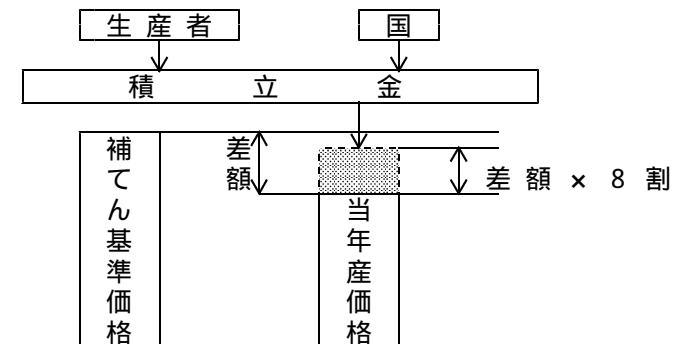 生産者
国
積立金
補てん基準価格
差額
当年産価格
差額×8割